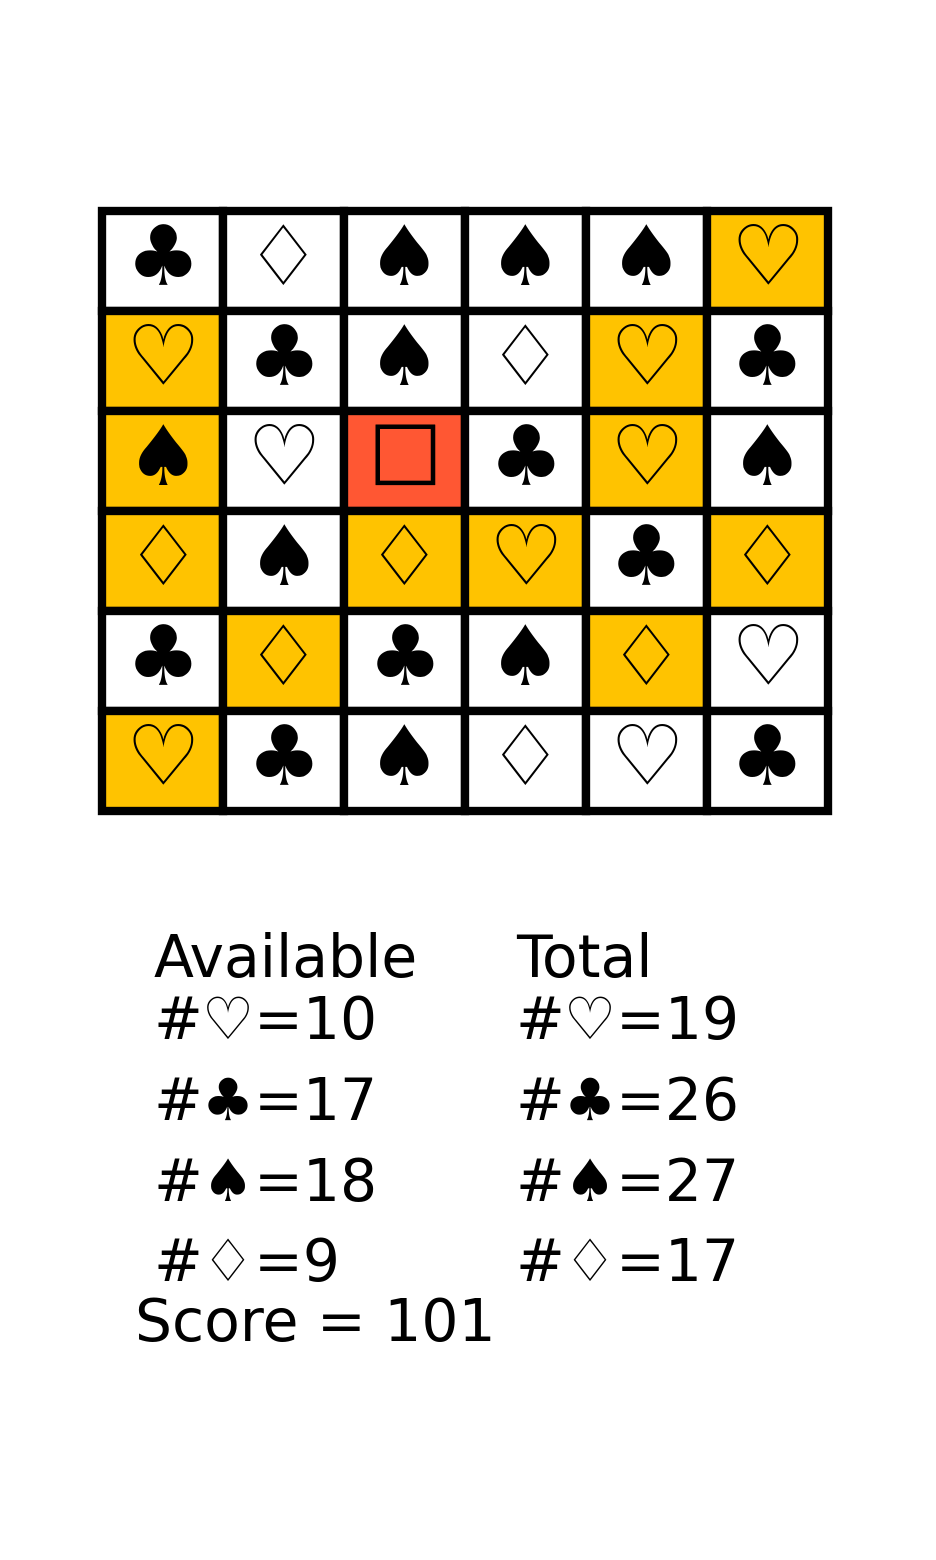 ♣ ♢ ♠ ♠ ♠ ♡
♡ ♣ ♠ ♢ ♡ ♣
♠ ♡ □ ♣ ♡ ♠
♢ ♠ ♢ ♡ ♣ ♢
♣ ♢ ♣ ♠ ♢ ♡
♡ ♣ ♠ ♢ ♡ ♣
Available Total
#♡=10 #♡=19
#♣=17 #♣=26
#♠=18 #♠=27
#♢=9 #♢=17
Score = 101